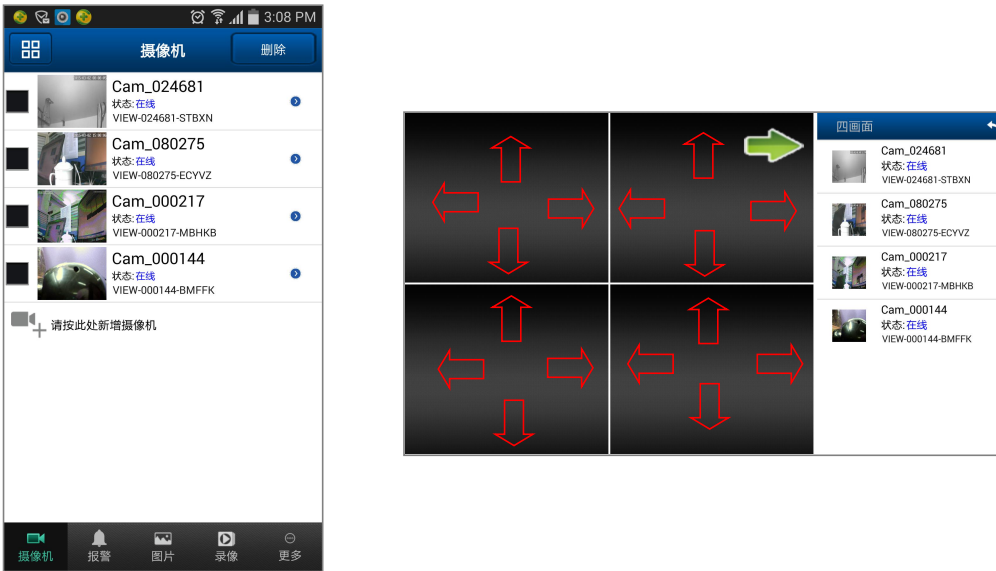 3:08 PM
摄像机
删除
Cam_024681
状态:在线
VIEW-024681-STBXN
Cam_080275
状态:在线
VIEW-080275-ECYVZ
Cam_000217
状态:在线
VIEW-000217-MBHKB
Cam_000144
状态:在线
VIEW-000144-BMFFK
请按此处新增摄像机
摄像机
报警
图片
录像
更多
四画面
Cam_024681
状态:在线
VIEW-024681-STBXN
Cam_080275
状态:在线
VIEW-080275-ECYVZ
Cam_000217
状态:在线
VIEW-000217-MBHKB
Cam_000144
状态:在线
VIEW-000144-BMFFK